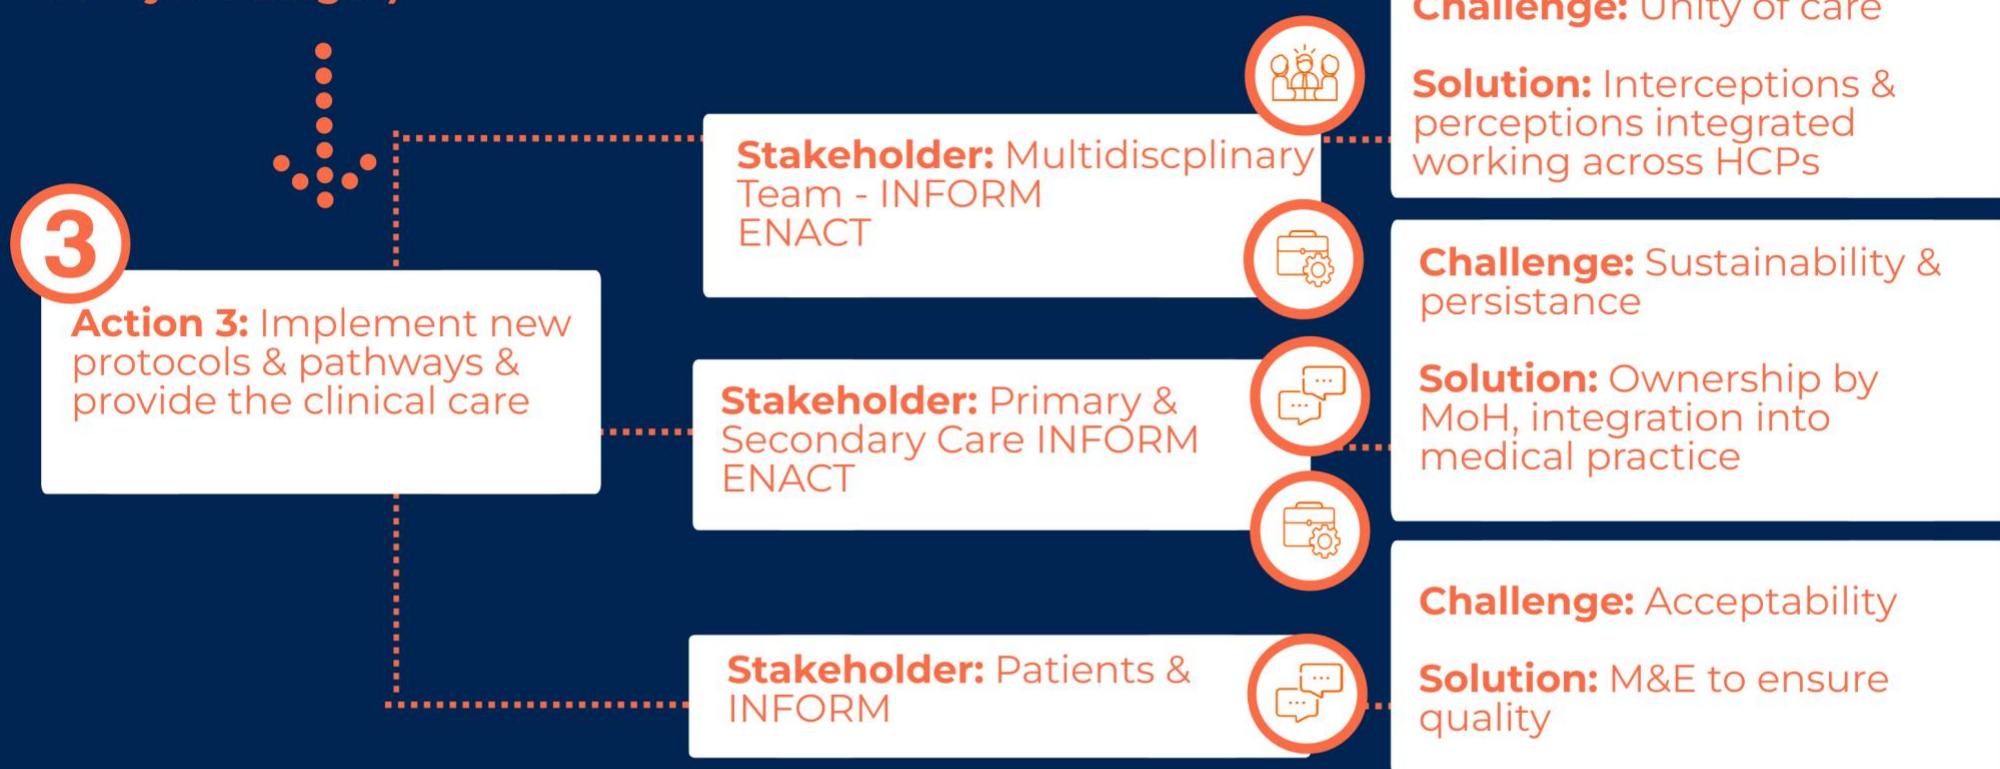 3
Action 3: Implement new
protocols & pathways &
provide the clinical care
Stakeholder: Multidiscplinary
Team - INFORM
ENACT
Stakeholder: Primary &
Secondary Care INFORM
ENACT
Stakeholder: Patients &
INFORM
Challenge: Unity of care
Solution: Interceptions &
perceptions integrated
working across HCPs
Challenge: Sustainability &
persistance
Solution: Ownership by
MoH, integration into
medical practice
Challenge: Acceptability
Solution: M&E to ensure
quality